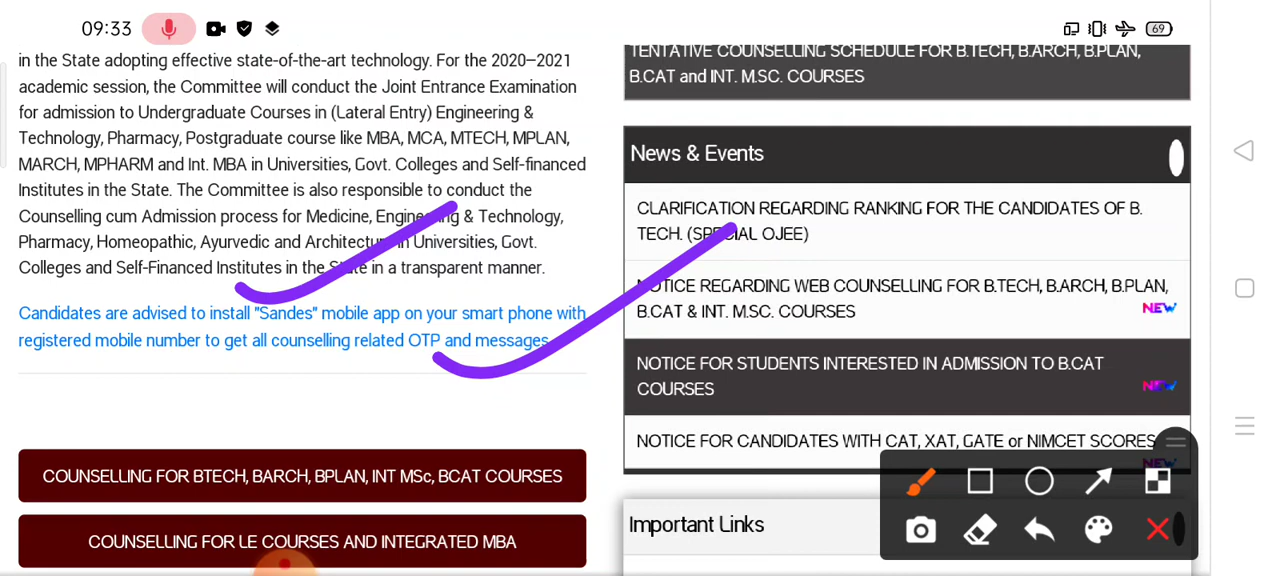 09:33
69
in the State adopting effective state-of-the-art technology. For the 2020–2021
academic session, the Committee will conduct the Joint Entrance Examination
for admission to Undergraduate Courses in (Lateral Entry) Engineering &
Technology, Pharmacy, Postgraduate course like MBA, MCA, MTECH, MPLAN,
MARCH, MPHARM and Int. MBA in Universities, Govt. Colleges and Self-financed
Institutes in the State. The Committee is also responsible to conduct the
Counselling cum Admission process for Medicine, Engineering & Technology,
Pharmacy, Homeopathic, Ayurvedic and Architecture in Universities, Govt.
Colleges and Self-Financed Institutes in the State in a transparent manner.
Candidates are advised to install "Sandes" mobile app on your smart phone with
registered mobile number to get all counselling related OTP and messages.
COUNSELLING FOR BTECH, BARCH, BPLAN, INT MSc, BCAT COURSES
COUNSELLING FOR LE COURSES AND INTEGRATED MBA
TENTATIVE COUNSELLING SCHEDULE FOR B.TECH, B.ARCH, B.PLAN,
B.CAT and INT. M.SC. COURSES
News & Events
CLARIFICATION REGARDING RANKING FOR THE CANDIDATES OF B.
TECH. (SPECIAL OJEE)
NOTICE REGARDING WEB COUNSELLING FOR B.TECH, B.ARCH, B.PLAN,
B.CAT & INT. M.SC. COURSES NEW
NOTICE FOR STUDENTS INTERESTED IN ADMISSION TO B.CAT
COURSES NEW
NOTICE FOR CANDIDATES WITH CAT, XAT, GATE or NIMCET SCORES
NEW
Important Links